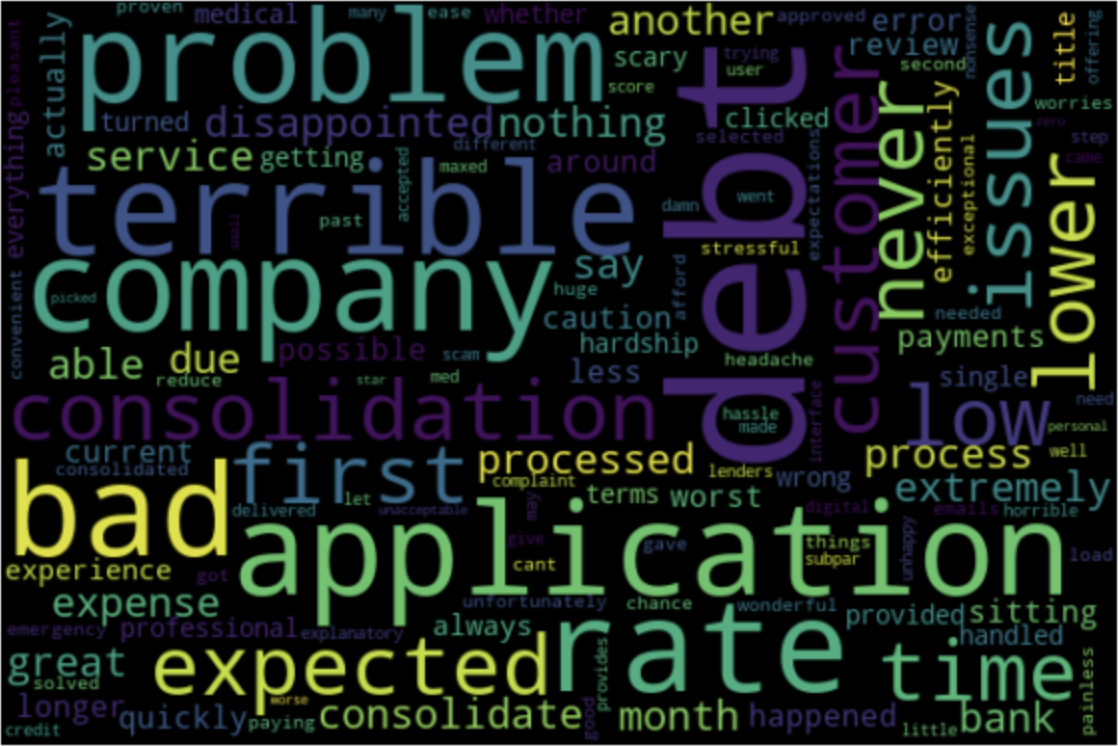 proven
medical
many
ease
whether
another
approved
error
nonsense
issues
title
offering
pleasant
actually
problem
scary
trying
user
review
second
score
debt
customer
never
worries
turned
disappointed
nothing
clicked
efficiently
zero
step
service
getting
different
selected
around
came
everything
maxed
accepted
expectations
exceptional
lower
terrible
past
small
damn
went
stressful
company
say
afford
picked
huge
needed
convenient
caution
hardship
payments
able
due
possible
scam
headache
reduce
star
med
less
single
consolidation
low
need
hassle
made
interface
personal
current
first
processed
process
well
consolidated
complaint
lenders
wrong
extremely
bad
let
terms
worst
delivered
unacceptable
may
digital
emails
horrible
application
give
gave
things
subpar
unhappy
load
experience
got
cant
expense
unfortunately
chance
wonderful
provided
sitting
emergency
professional
explanatory
always
rate
handled
great
expected
time
solved
provides
painless
longer
worse
quickly
paying
consolidate
good
month
happened
bank
credit
little